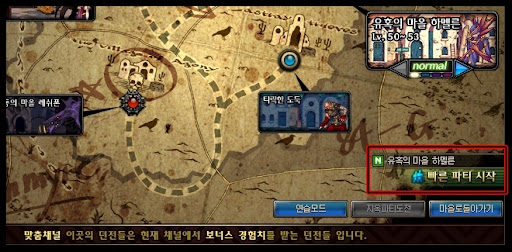 유혹의 마을 하멜른
Lv. 50~53
normal
의 마을 레쉬폰
타락한 도둑
N 유혹의 마을 하멜른
빠른 파티 시작
연습모드
마을로돌아가기
맞춤채널 이곳의 던전들은 현재 채널에서 보너스 경험치를 받는 던전들 입니다.